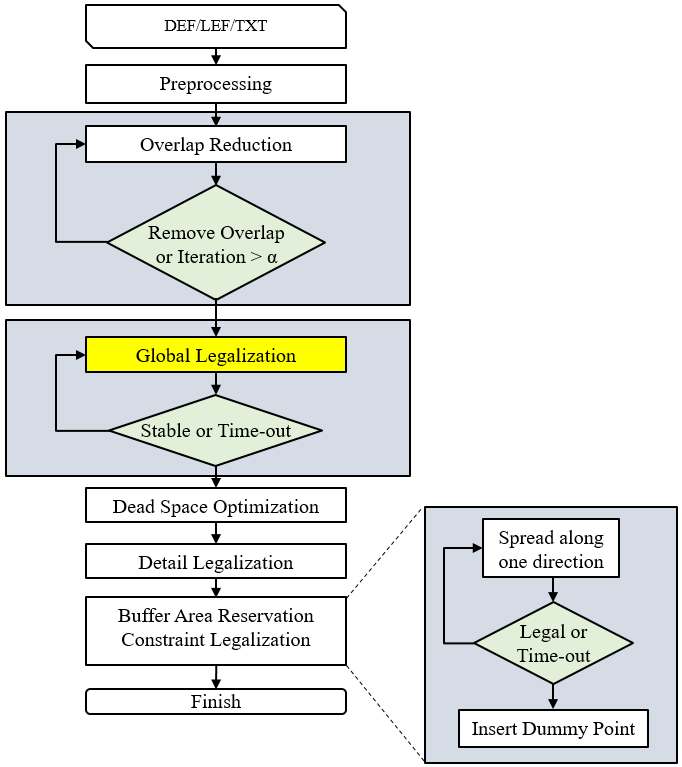 DEF/LEF/TXT
Preprocessing
Overlap Reduction
Remove Overlap
or Iteration > α
Global Legalization
Stable or Time-out
Dead Space Optimization
Detail Legalization
Buffer Area Reservation
Constraint Legalization
Finish
Spread along
one direction
Legal or
Time-out
Insert Dummy Point